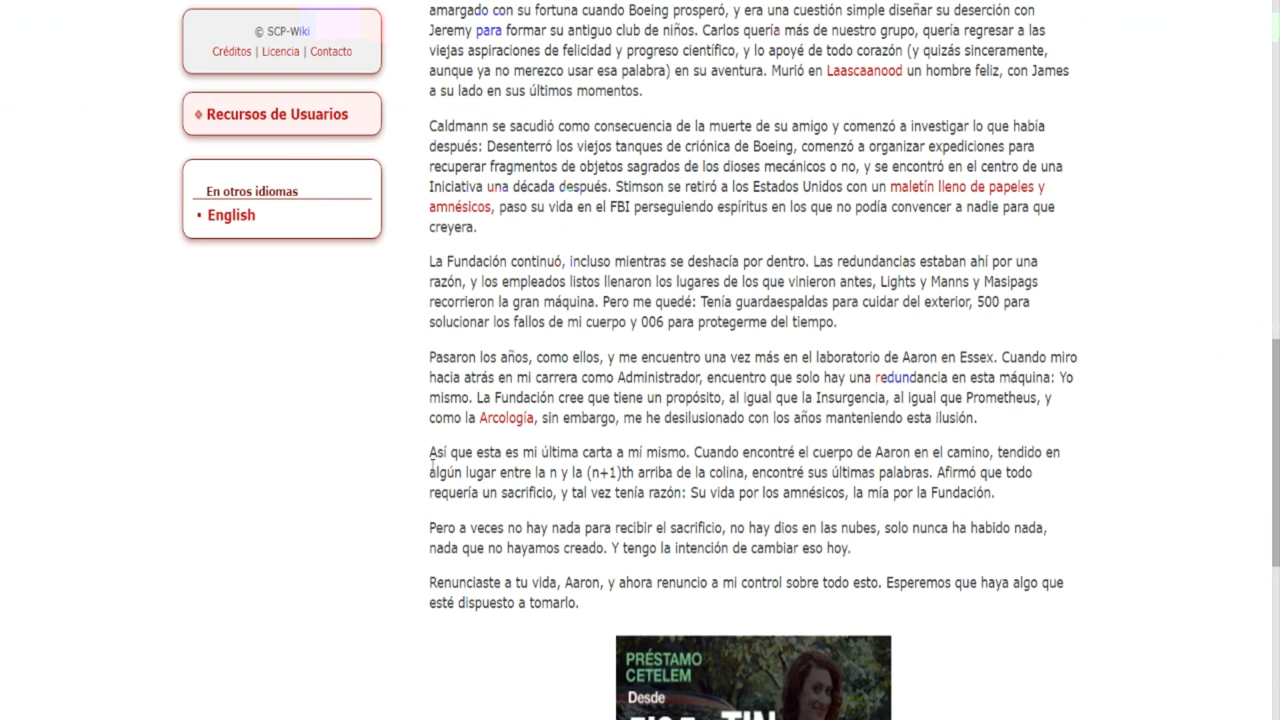 © SCP-Wiki
Créditos | Licencia | Contacto
Recursos de Usuarios
En otros idiomas
English
amargado con su fortuna cuando Boeing prosperó, y era una cuestión simple diseñar su deserción con
Jeremy para formar su antiguo club de niños. Carlos quería más de nuestro grupo, quería regresar a las
viejas aspiraciones de felicidad y progreso científico, y lo apoyé de todo corazón (y quizás sinceramente,
aunque ya no merezco usar esa palabra) en su aventura. Murió en Laascaanood un hombre feliz, con James
a su lado en sus últimos momentos.
Caldmann se sacudió como consecuencia de la muerte de su amigo y comenzó a investigar lo que había
después: Desenterró los viejos tanques de criónica de Boeing, comenzó a organizar expediciones para
recuperar fragmentos de objetos sagrados de los dioses mecánicos o no, y se encontró en el centro de una
Iniciativa una década después. Stimson se retiró a los Estados Unidos con un maletín lleno de papeles y
amnésicos, paso su vida en el FBI perseguiendo espíritus en los que no podía convencer a nadie para que
creyera.
La Fundación continuó, incluso mientras se deshacía por dentro. Las redundancias estaban ahí por una
razón, y los empleados listos llenaron los lugares de los que vinieron antes, Lights y Manns y Masipags
recorrieron la gran máquina. Pero me quedé: Tenía guardaespaldas para cuidar del exterior, 500 para
solucionar los fallos de mi cuerpo y 006 para protegerme del tiempo.
Pasaron los años, como ellos, y me encuentro una vez más en el laboratorio de Aaron en Essex. Cuando miro
hacia atrás en mi carrera como Administrador, encuentro que solo hay una redundancia en esta máquina: Yo
mismo. La Fundación cree que tiene un propósito, al igual que la Insurgencia, al igual que Prometheus, y
como la Arcología, sin embargo, me he desilusionado con los años manteniendo esta ilusión.
Así que esta es mi última carta a mí mismo. Cuando encontré el cuerpo de Aaron en el camino, tendido en
algún lugar entre la n y la (n+1)th arriba de la colina, encontré sus últimas palabras. Afirmó que todo
requería un sacrificio, y tal vez tenía razón: Su vida por los amnésicos, la mía por la Fundación.
Pero a veces no hay nada para recibir el sacrificio, no hay dios en las nubes, solo nunca ha habido nada,
nada que no hayamos creado. Y tengo la intención de cambiar eso hoy.
Renunciaste a tu vida, Aaron, y ahora renuncio a mi control sobre todo esto. Esperemos que haya algo que
esté dispuesto a tomarlo.
PRÉSTAMO
CETELEM
Desde
TIN